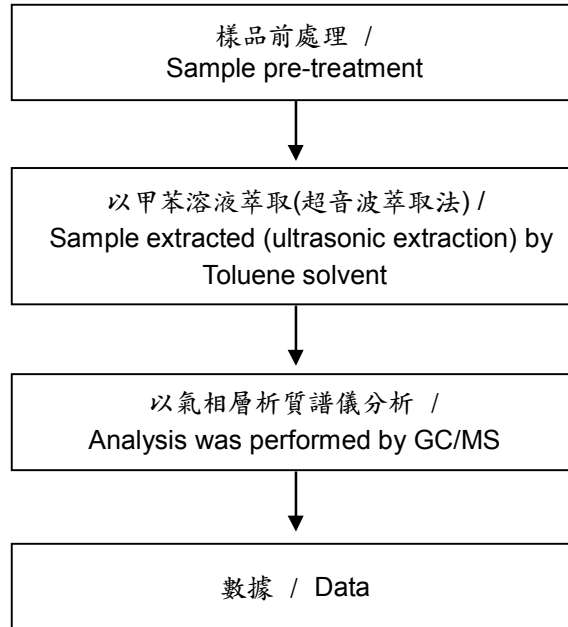 樣品前處理 /
Sample pre-treatment
以甲苯溶液萃取(超音波萃取法) /
Sample extracted (ultrasonic extraction) by
Toluene solvent
以氣相層析質譜儀分析 /
Analysis was performed by GC/MS
數據 / Data